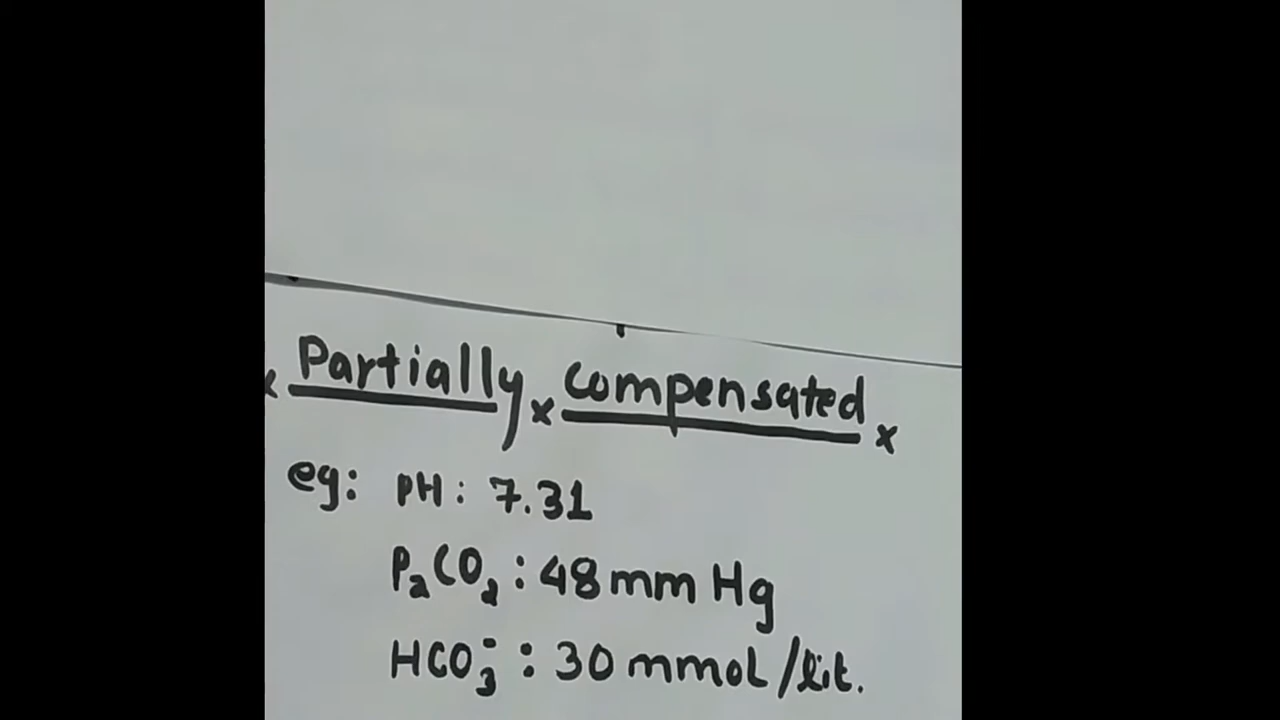 x Partially x compensated x
eg: pH: 7.31
PaCO2: 48 mm Hg
HCO3-: 30 mmol/lit.